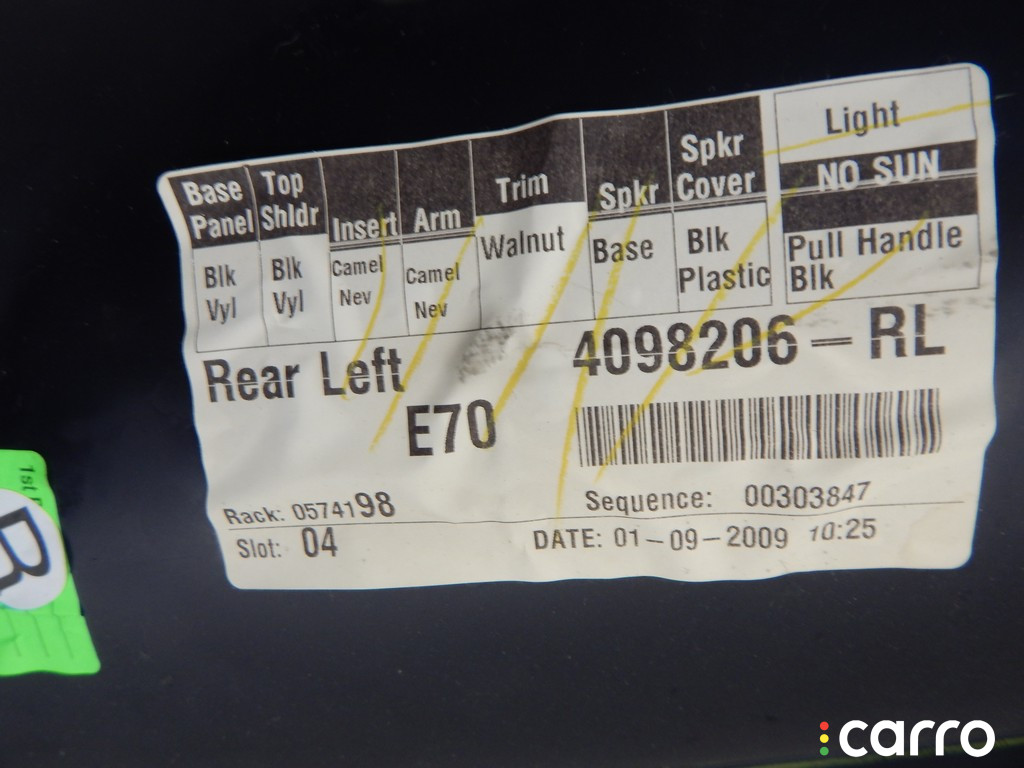 Base Panel
Top Shldr
Insert
Arm
Trim
Spkr
Spkr Cover
Light
NO SUN
Blk Vyl
Blk Vyl
Camel Nev
Camel Nev
Walnut
Base
Blk Plastic
Pull Handle
Blk
Rear Left
4098206-RL
E70
Rack: 0574198
Sequence: 00303847
Slot: 04
DATE: 01-09-2009 10:25
1st
B
carro